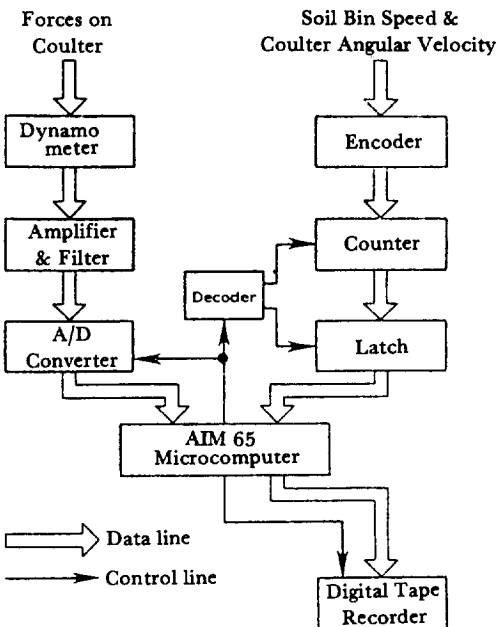 Forces on
Coulter
Soil Bin Speed &
Coulter Angular Velocity
Dynamo
meter
Encoder
Amplifier
& Filter
Counter
Decoder
A/D
Converter
Latch
AIM 65
Microcomputer
Data line
Control line
Digital Tape
Recorder